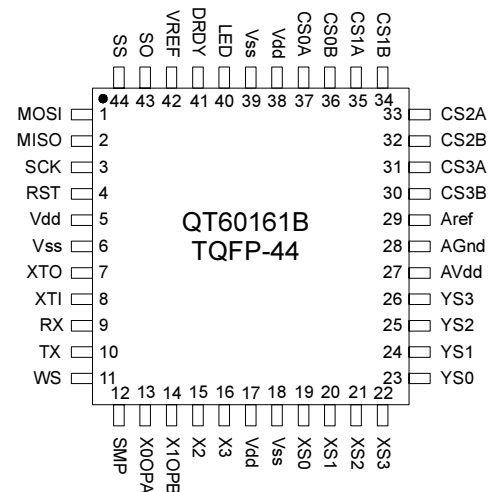 SS SO VREF DRDY LED Vss Vdd CS0A CS0B CS1A CS1B
44 43 42 41 40 39 38 37 36 35 34
MOSI 1 33 CS2A
MISO 2 32 CS2B
SCK 3 31 CS3A
RST 4 30 CS3B
Vdd 5 29 Aref
Vss 6 28 AGnd
XTO 7 27 AVdd
XTI 8 26 YS3
RX 9 25 YS2
TX 10 24 YS1
WS 11 23 YS0
QT60161B
TQFP-44
12 13 14 15 16 17 18 19 20 21 22
SMP X0OPA X1OPB X2 X3 Vdd Vss XS0 XS1 XS2 XS3